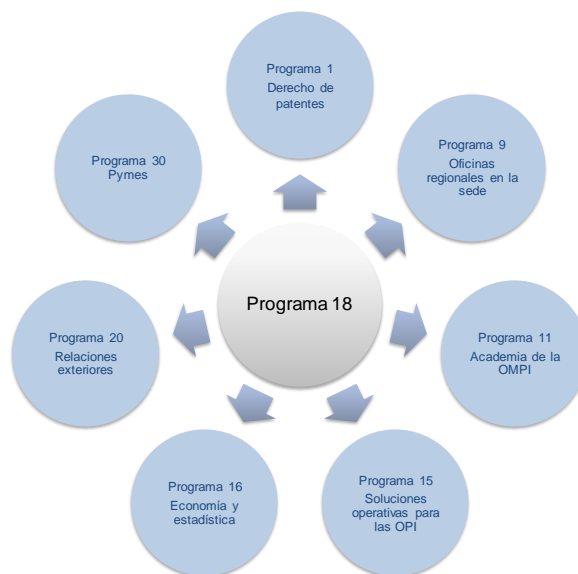 Programa 1
Derecho de
patentes
Programa 9
Oficinas
regionales en la
sede
Programa 11
Academia de la
OMPI
Programa 15
Soluciones
operativas para
las OPI
Programa 16
Economía y
estadística
Programa 20
Relaciones
exteriores
Programa 30
Pymes
Programa 18